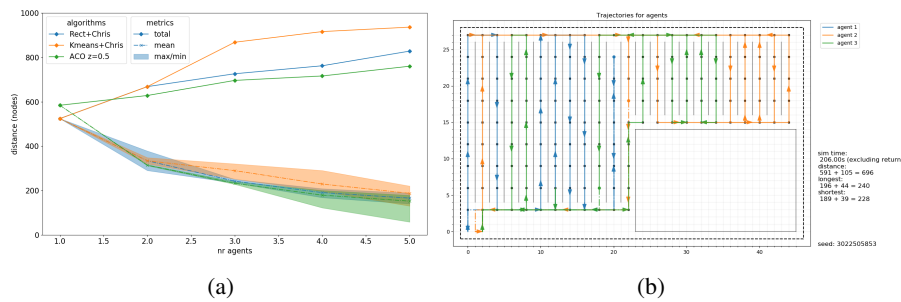 1000
800
600
400
200
0
distance (nodes)
algorithms
Rect+Chris
Kmeans+Chris
ACO z=0.5
metrics
total
mean
max/min
1.0 1.5 2.0 2.5 3.0 3.5 4.0 4.5 5.0
nr agents
(a)
Trajectories for agents
25
20
15
10
5
0
0 10 20 30 40
agent 1
agent 2
agent 3
sim time:
206.00s (excluding return
distance:
591 + 105 = 696
longest:
196 + 44 = 240
shortest:
189 + 39 = 228
seed: 3022505853
(b)